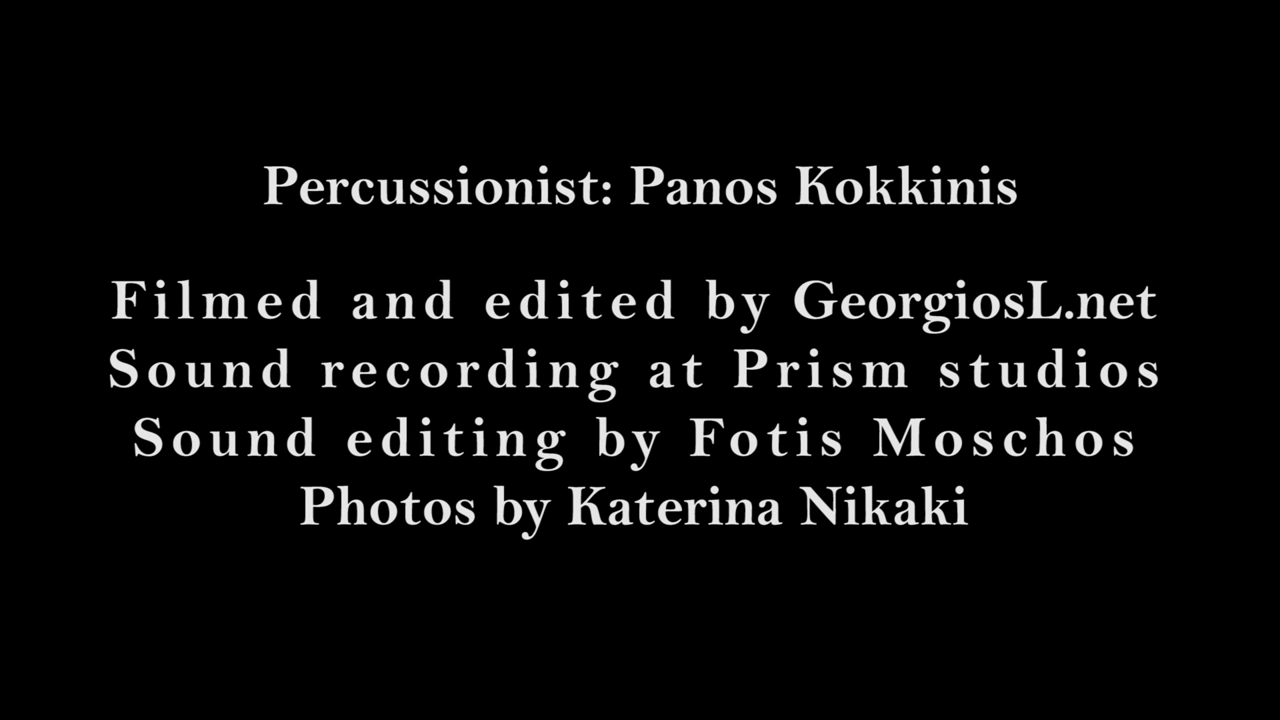 Percussionist: Panos Kokkinis
Filmed and edited by GeorgiosL.net
Sound recording at Prism studios
Sound editing by Fotis Moschos
Photos by Katerina Nikaki